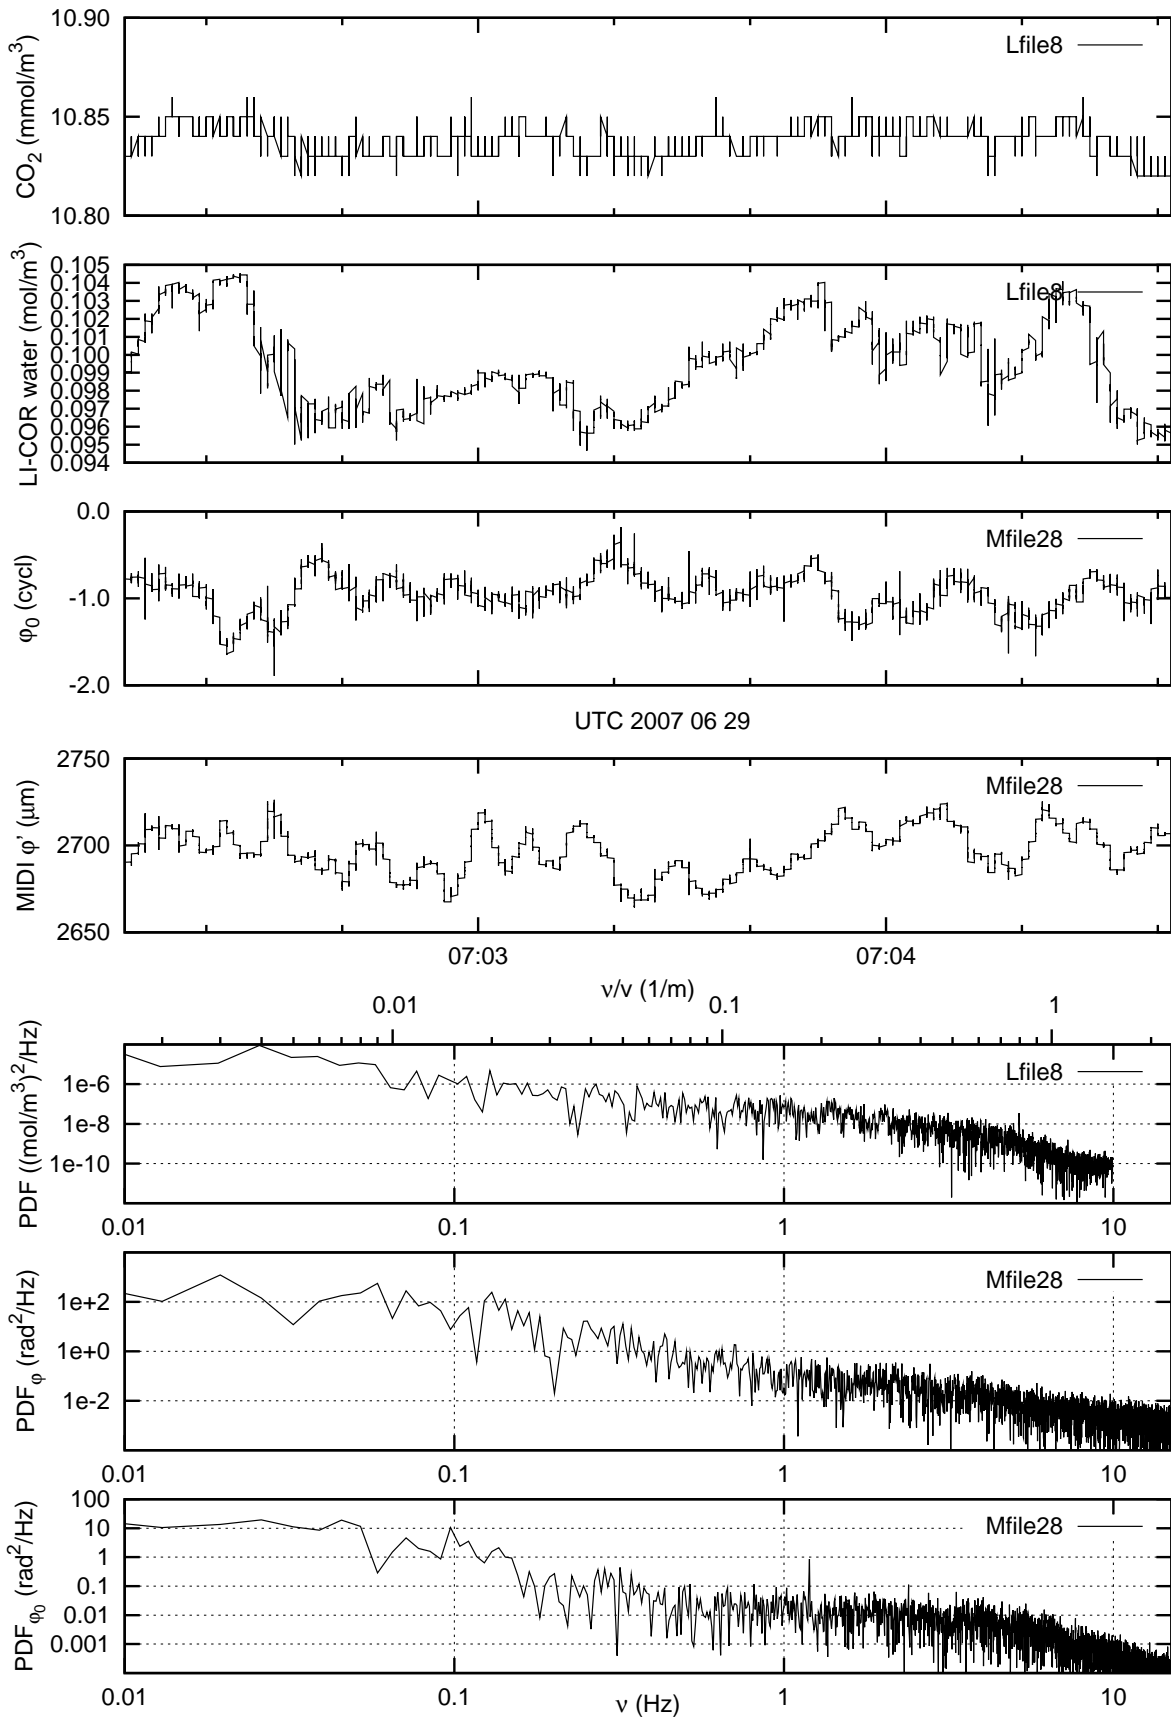 10.90
Lfile8
10.85
10.80
CO2 (mmol/m3)
0.105
0.104
0.103
0.102
0.101
0.100
0.099
0.098
0.097
0.096
0.095
0.094
LI-COR water (mol/m3)
Lfile8
0.0
-1.0
-2.0
φ0 (cycl)
Mfile28
UTC 2007 06 29
2750
2700
2650
MIDI φ' (μm)
Mfile28
07:03 07:04
ν/v (1/m)
0.01 0.1 1
1e-6
1e-8
1e-10
PDF ((mol/m3)2/Hz)
Lfile8
0.01 0.1 1 10
1e+2
1e+0
1e-2
PDFφ (rad2/Hz)
Mfile28
0.01 0.1 1 10
100
10
1
0.1
0.01
0.001
PDFφ0 (rad2/Hz)
Mfile28
0.01 0.1 1 10
ν (Hz)